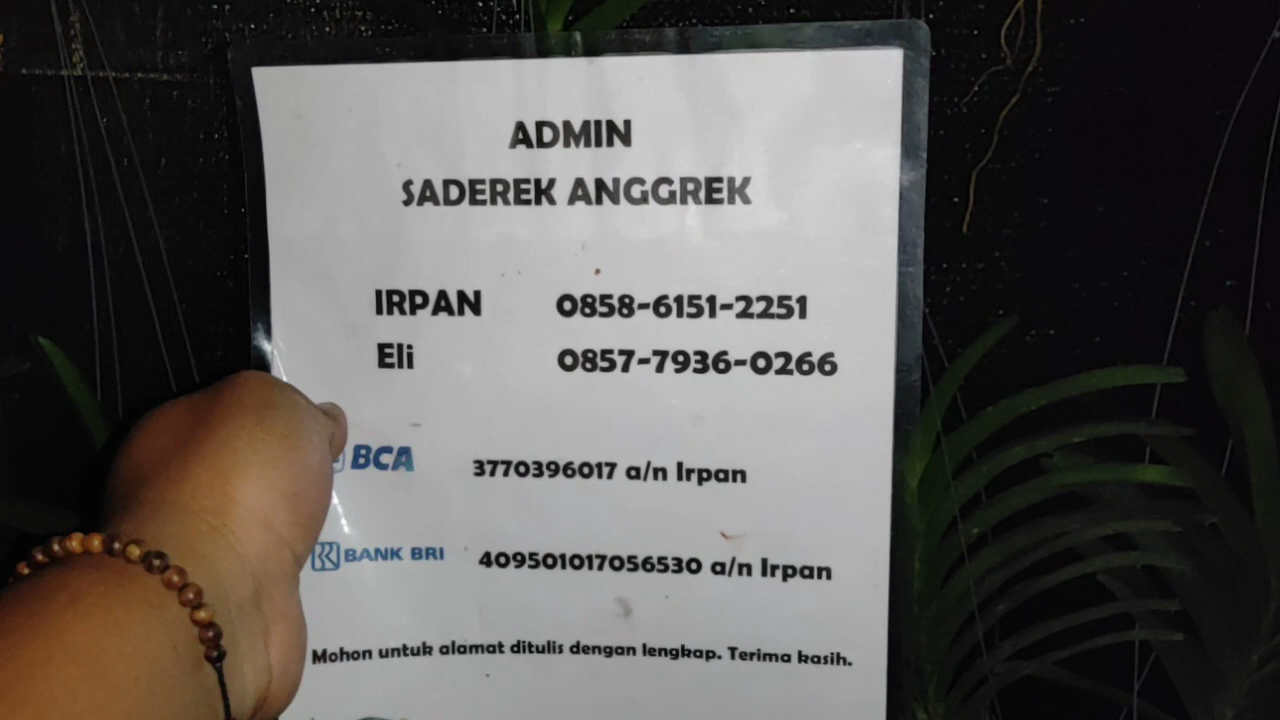 ADMIN
SADEREK ANGGREK
IRPAN 0858-6151-2251
Eli 0857-7936-0266
BCA 3770396017 a/n Irpan
BANK BRI 409501017056530 a/n Irpan
Mohon untuk alamat ditulis dengan lengkap. Terima kasih.